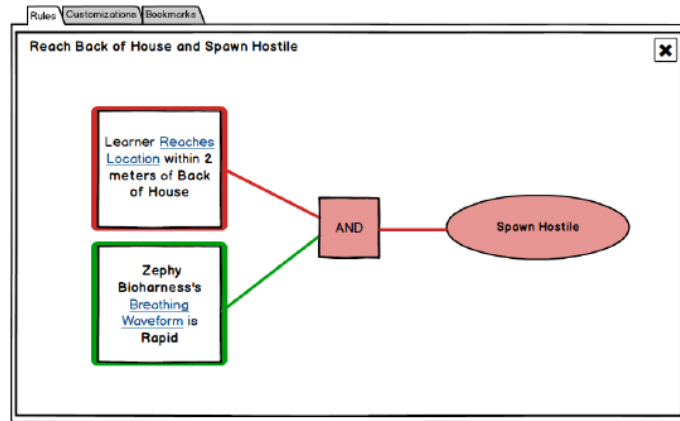 Rules Customizations Bookmarks
Reach Back of House and Spawn Hostile
Learner Reaches
Location within 2
meters of Back
of House
AND
Spawn Hostile
Zephy
Bioharness's
Breathing
Waveform is
Rapid